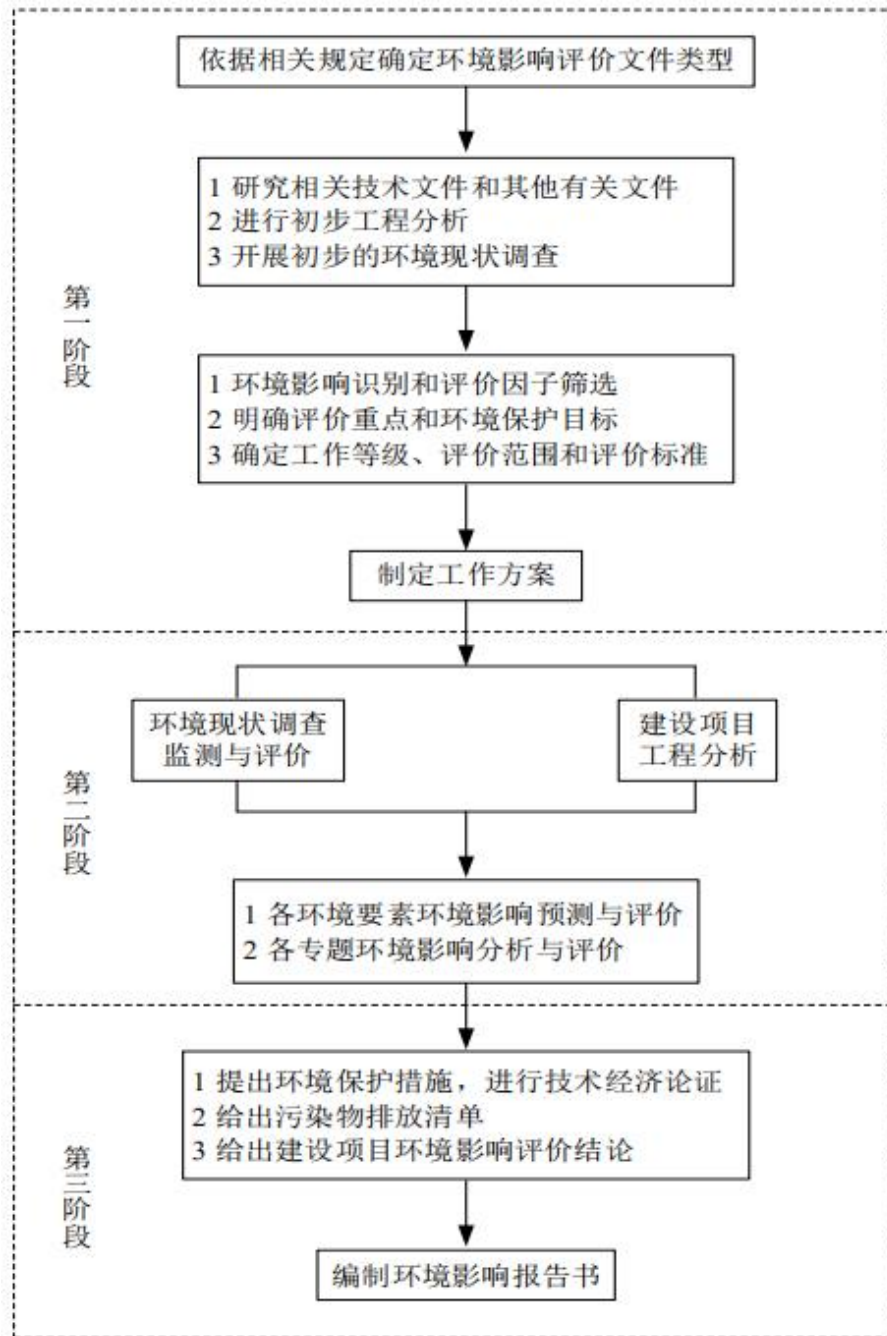 依据相关规定确定环境影响评价文件类型
1 研究相关技术文件和其他有关文件
2 进行初步工程分析
3 开展初步的环境现状调查
第一阶段
1 环境影响识别和评价因子筛选
2 明确评价重点和环境保护目标
3 确定工作等级、评价范围和评价标准
制定工作方案
环境现状调查
监测与评价
建设项目
工程分析
第二阶段
1 各环境要素环境影响预测与评价
2 各专题环境影响分析与评价
1 提出环境保护措施，进行技术经济论证
2 给出污染物排放清单
3 给出建设项目环境影响评价结论
第三阶段
编制环境影响报告书